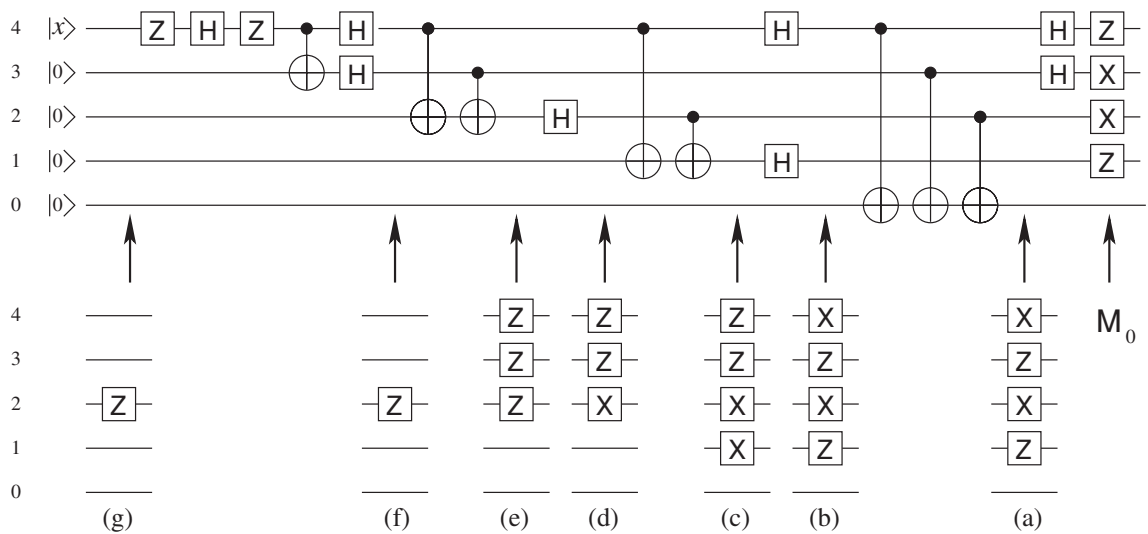 4 |x⟩ Z H Z H H H Z
3 |0⟩ H H X
2 |0⟩ H X
1 |0⟩ H Z
0 |0⟩
4 Z Z Z X X M0
3 Z Z Z Z Z
2 Z Z Z X X X X
1 X Z Z
0
(g) (f) (e) (d) (c) (b) (a)